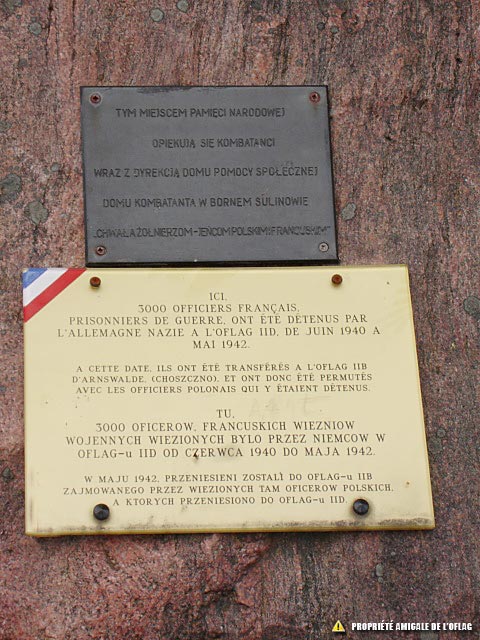 TYM MIEJSCEM PAMIĘCI NARODOWEJ
OPIEKUJĄ SIĘ KOMBATANCI
WRAZ Z DYREKCJĄ DOMU POMOCY SPOŁECZNEJ
DOMU KOMBATANTA W BORNEM SULINOWIE
"CHWAŁA ŻOŁNIERZOM-JEŃCOM POLSKIM I FRANCUSKIM"
ICI,
3000 OFFICIERS FRANÇAIS,
PRISONNIERS DE GUERRE, ONT ÉTÉ DÉTENUS PAR
L'ALLEMAGNE NAZIE A L'OFLAG IID, DE JUIN 1940 A
MAI 1942.
A CETTE DATE, ILS ONT ÉTÉ TRANSFÉRÉS A L'OFLAG IIB
D'ARNSWALDE, (CHOSZCZNO), ET ONT DONC ÉTÉ PERMUTÉS
AVEC LES OFFICIERS POLONAIS QUI Y ÉTAIENT DÉTENUS.
TU,
3000 OFICEROW, FRANCUSKICH WIEZNIOW
WOJENNYCH WIEZIONYCH BYLO PRZEZ NIEMCOW W
OFLAG-u IID OD CZERWCA 1940 DO MAJA 1942.
W MAJU 1942, PRZENIESIENI ZOSTALI DO OFLAG-u IIB
ZAJMOWANEGO PRZEZ WIEZIONYCH TAM OFICEROW POLSKICH,
A KTORYCH PRZENIESIONO DO OFLAG-u IID.
PROPRIÉTÉ AMICALE DE L'OFLAG